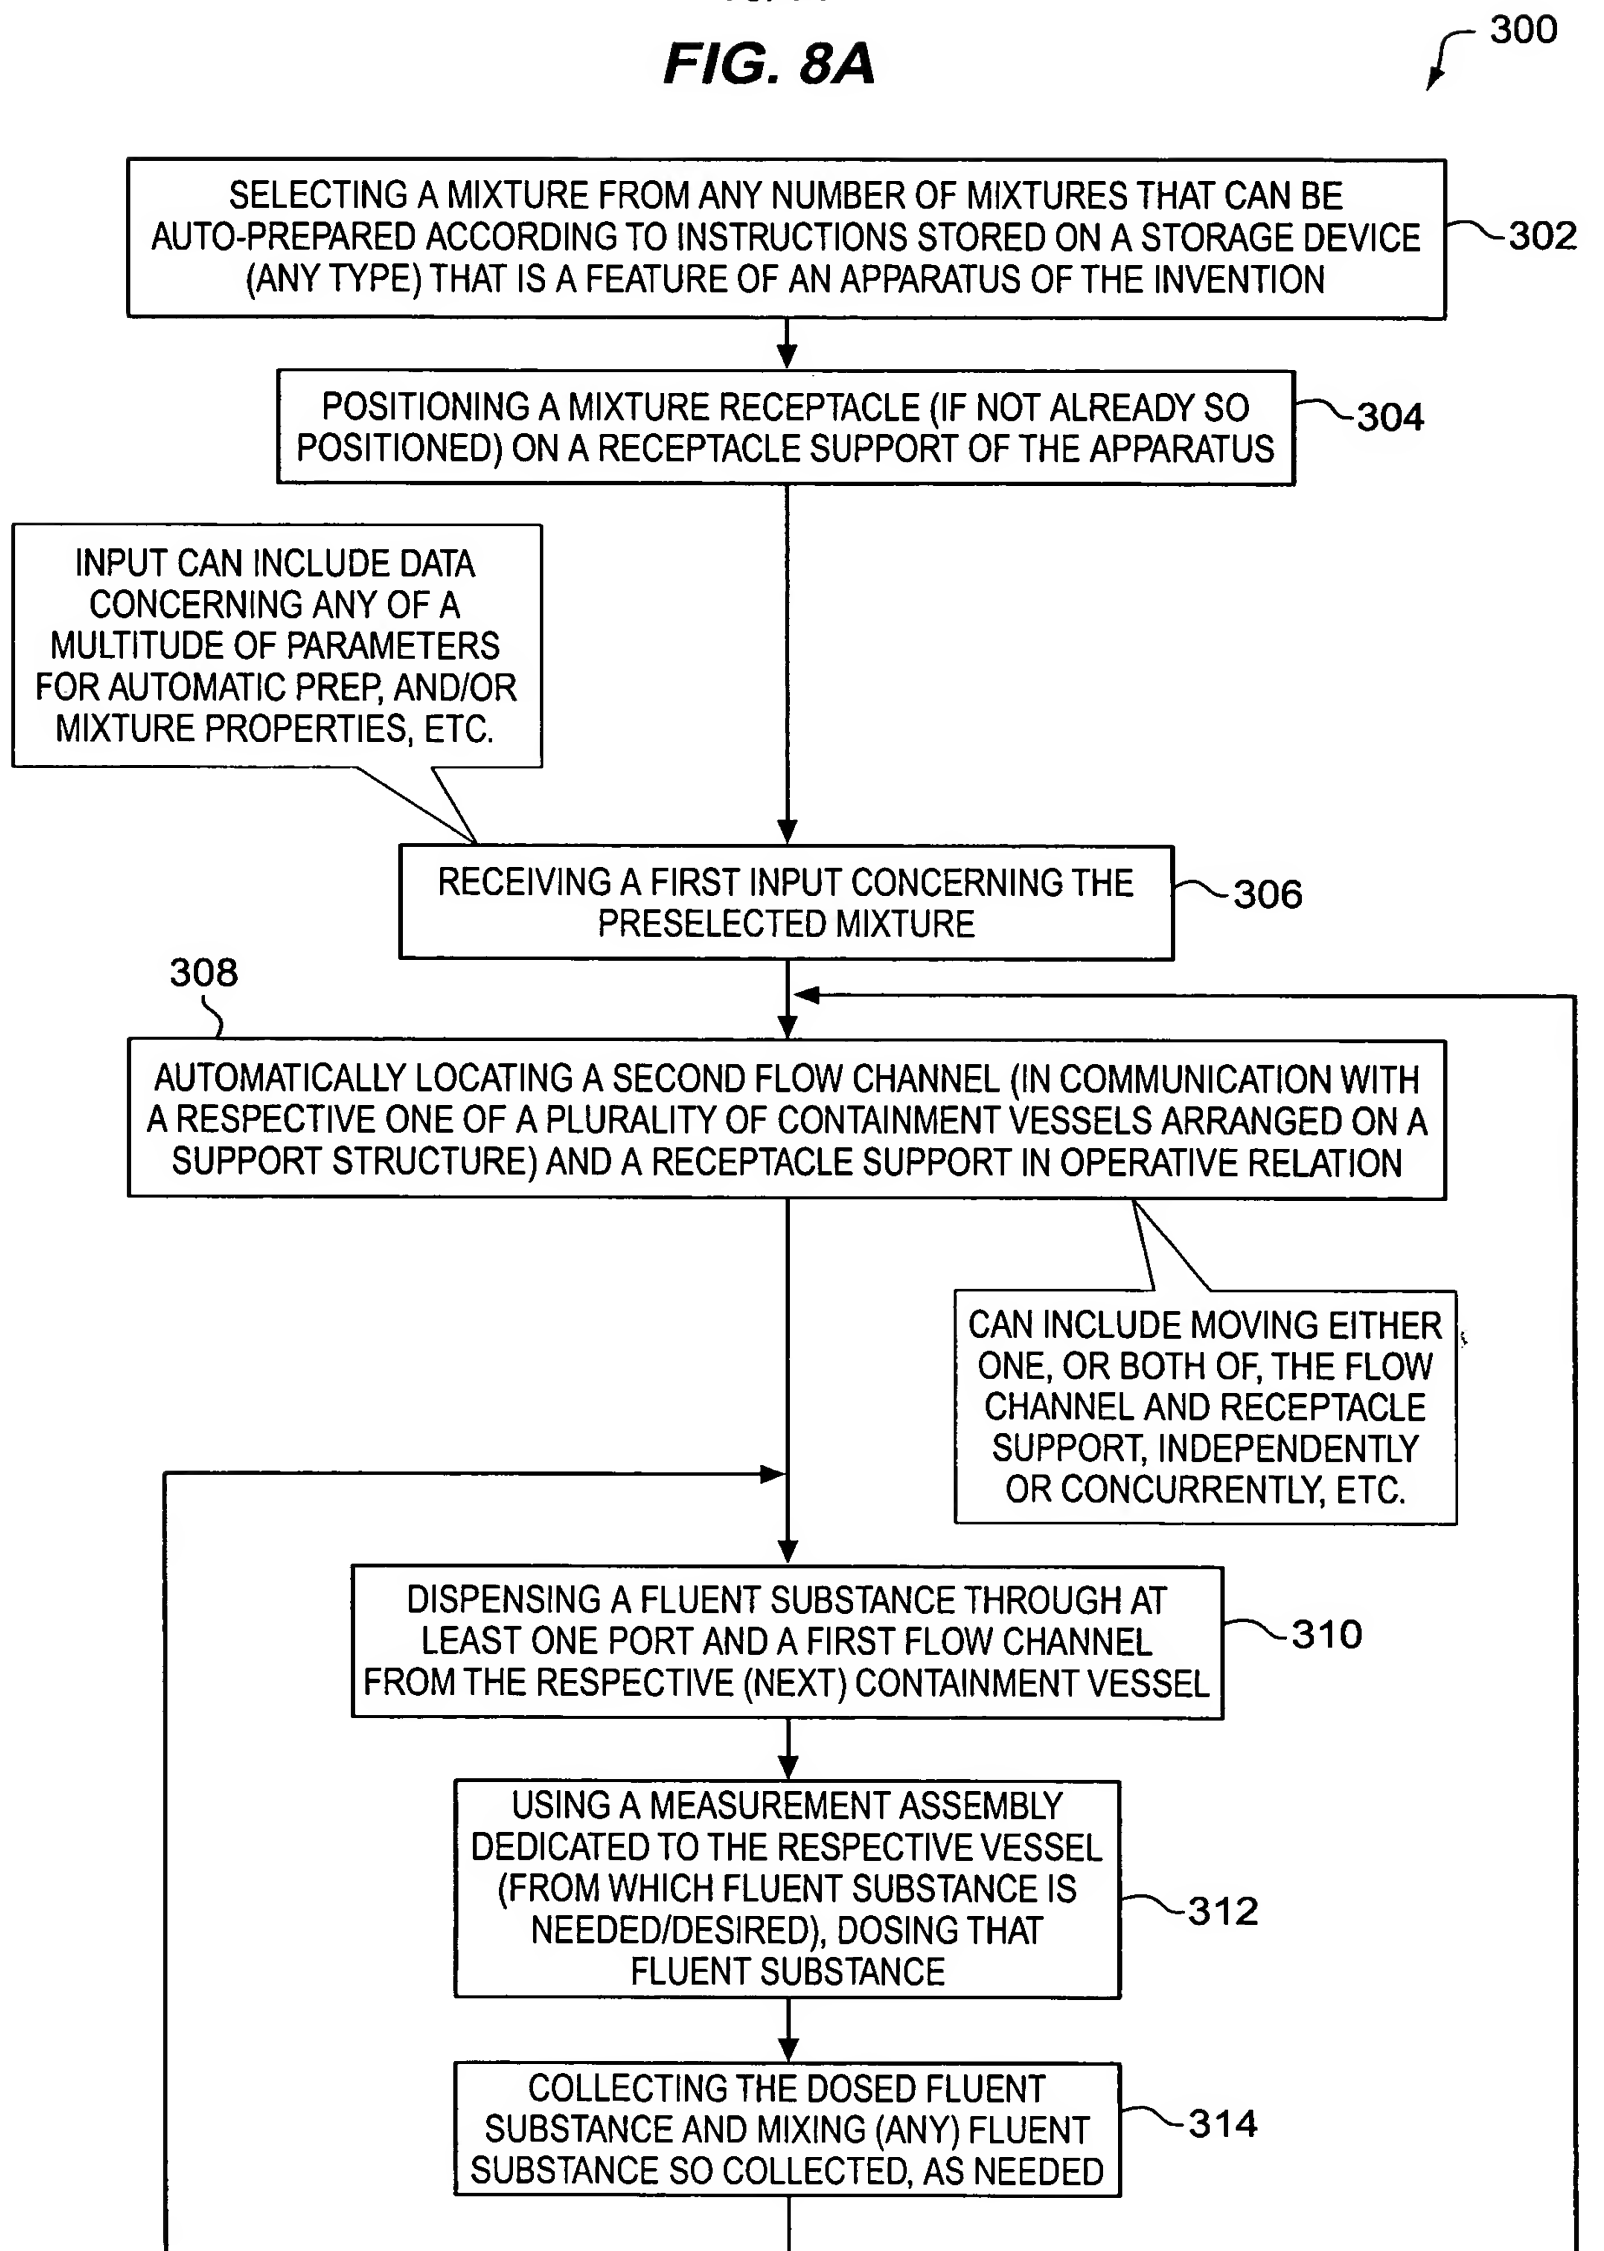 FIG. 8A
300
SELECTING A MIXTURE FROM ANY NUMBER OF MIXTURES THAT CAN BE
AUTO-PREPARED ACCORDING TO INSTRUCTIONS STORED ON A STORAGE DEVICE
(ANY TYPE) THAT IS A FEATURE OF AN APPARATUS OF THE INVENTION
302
POSITIONING A MIXTURE RECEPTACLE (IF NOT ALREADY SO
POSITIONED) ON A RECEPTACLE SUPPORT OF THE APPARATUS
304
INPUT CAN INCLUDE DATA
CONCERNING ANY OF A
MULTITUDE OF PARAMETERS
FOR AUTOMATIC PREP, AND/OR
MIXTURE PROPERTIES, ETC.
RECEIVING A FIRST INPUT CONCERNING THE
PRESELECTED MIXTURE
306
308
AUTOMATICALLY LOCATING A SECOND FLOW CHANNEL (IN COMMUNICATION WITH
A RESPECTIVE ONE OF A PLURALITY OF CONTAINMENT VESSELS ARRANGED ON A
SUPPORT STRUCTURE) AND A RECEPTACLE SUPPORT IN OPERATIVE RELATION
CAN INCLUDE MOVING EITHER
ONE, OR BOTH OF, THE FLOW
CHANNEL AND RECEPTACLE
SUPPORT, INDEPENDENTLY
OR CONCURRENTLY, ETC.
DISPENSING A FLUENT SUBSTANCE THROUGH AT
LEAST ONE PORT AND A FIRST FLOW CHANNEL
FROM THE RESPECTIVE (NEXT) CONTAINMENT VESSEL
310
USING A MEASUREMENT ASSEMBLY
DEDICATED TO THE RESPECTIVE VESSEL
(FROM WHICH FLUENT SUBSTANCE IS
NEEDED/DESIRED), DOSING THAT
FLUENT SUBSTANCE
312
COLLECTING THE DOSED FLUENT
SUBSTANCE AND MIXING (ANY) FLUENT
SUBSTANCE SO COLLECTED, AS NEEDED
314